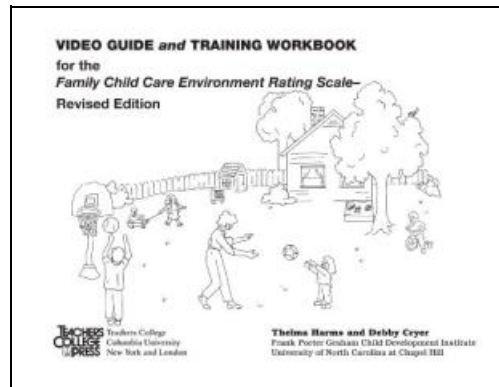 VIDEO GUIDE and TRAINING WORKBOOK
for the
Family Child Care Environment Rating Scale–
Revised Edition
TEACHERS
COLLEGE
PRESS
Teachers College
Columbia University
New York and London
Thelma Harms and Debby Cryer
Frank Porter Graham Child Development Institute
University of North Carolina at Chapel Hill